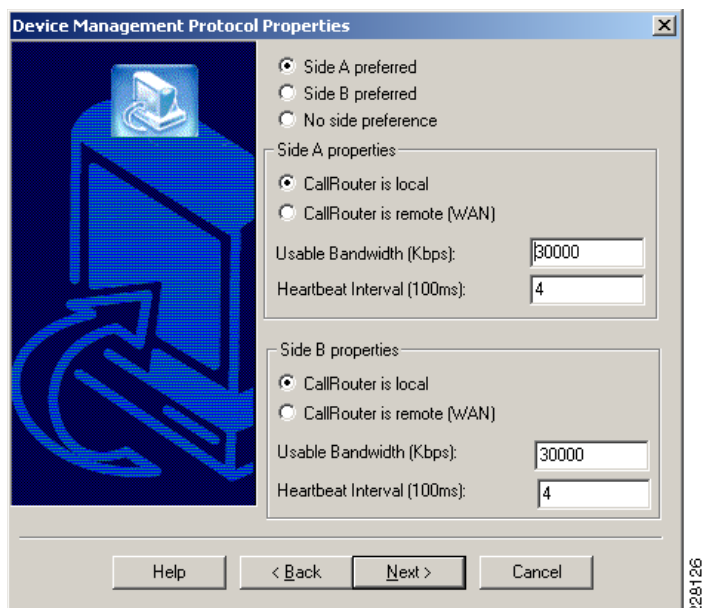 Device Management Protocol Properties
Side A preferred
Side B preferred
No side preference
Side A properties
CallRouter is local
CallRouter is remote (WAN)
Usable Bandwidth (Kbps): 30000
Heartbeat Interval (100ms): 4
Side B properties
CallRouter is local
CallRouter is remote (WAN)
Usable Bandwidth (Kbps): 30000
Heartbeat Interval (100ms): 4
Help < Back Next > Cancel
228126